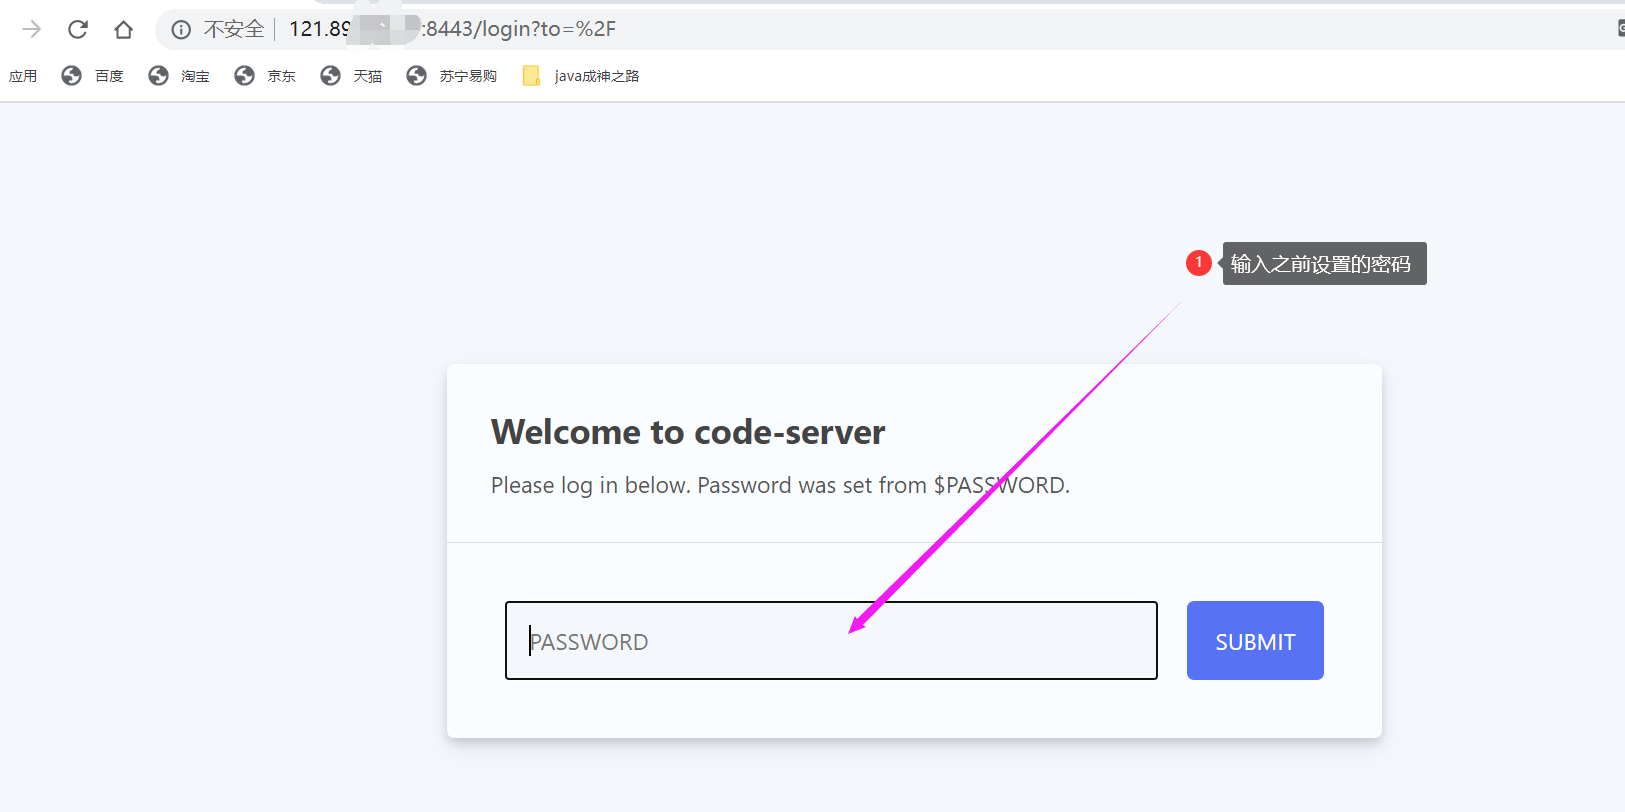 不安全 121.89 :8443/login?to=%2F
应用 百度 淘宝 京东 天猫 苏宁易购 java成神之路
1 输入之前设置的密码
Welcome to code-server
Please log in below. Password was set from $PASSWORD.
PASSWORD SUBMIT